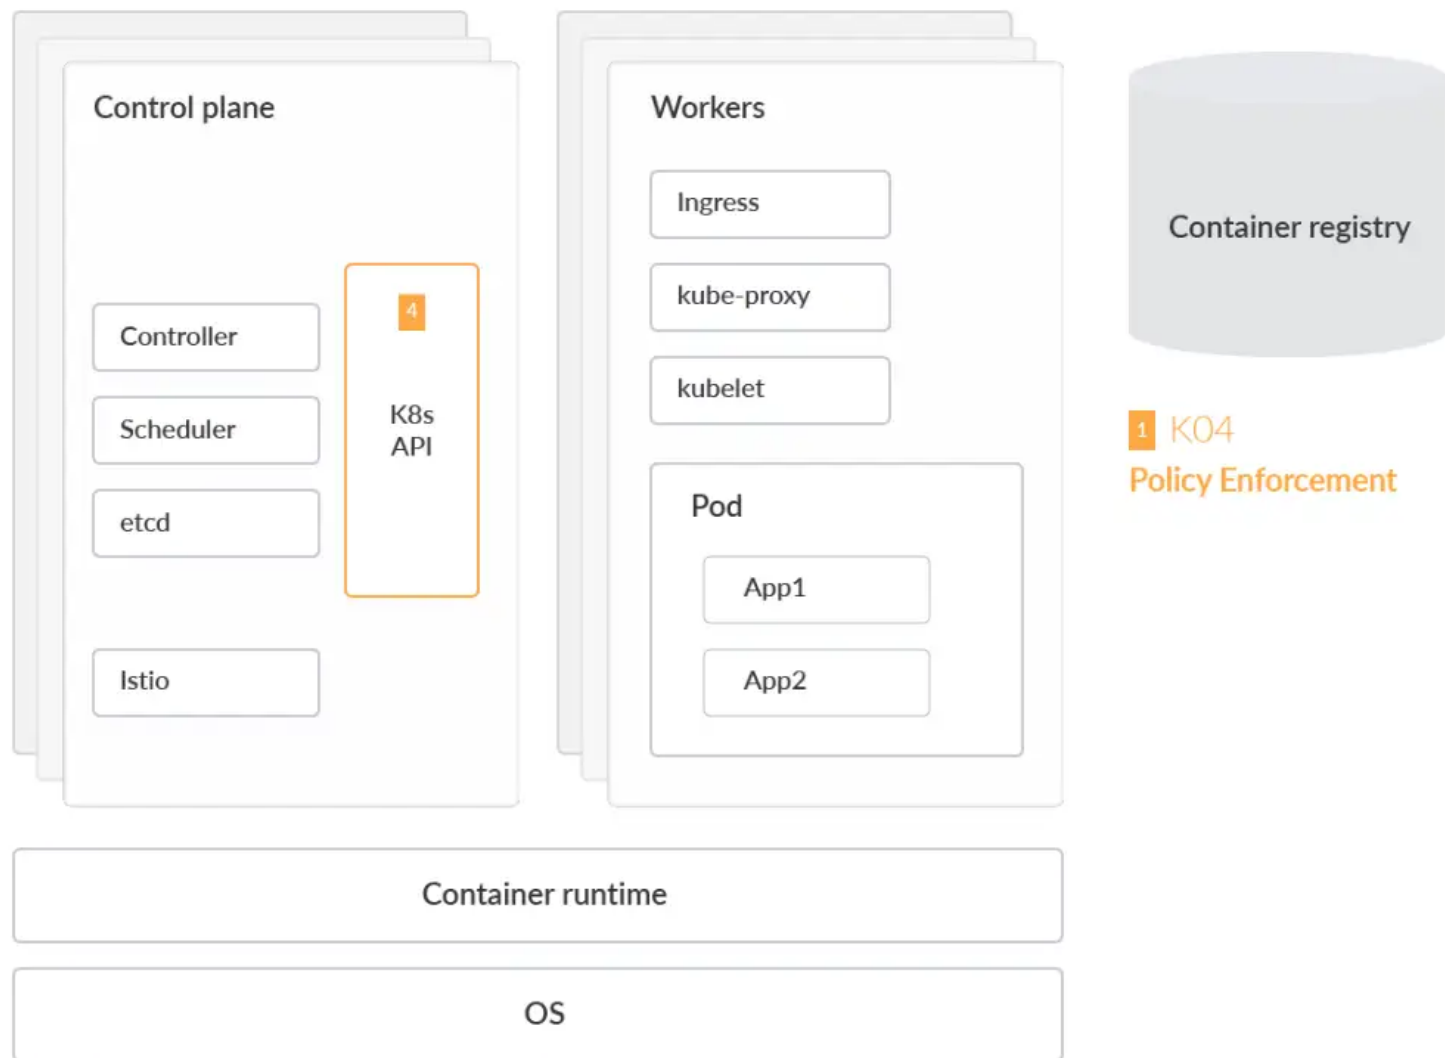 Control plane
Controller
Scheduler
etcd
Istio
4
K8s
API
Workers
Ingress
kube-proxy
kubelet
Pod
App1
App2
Container registry
1 K04
Policy Enforcement
Container runtime
OS